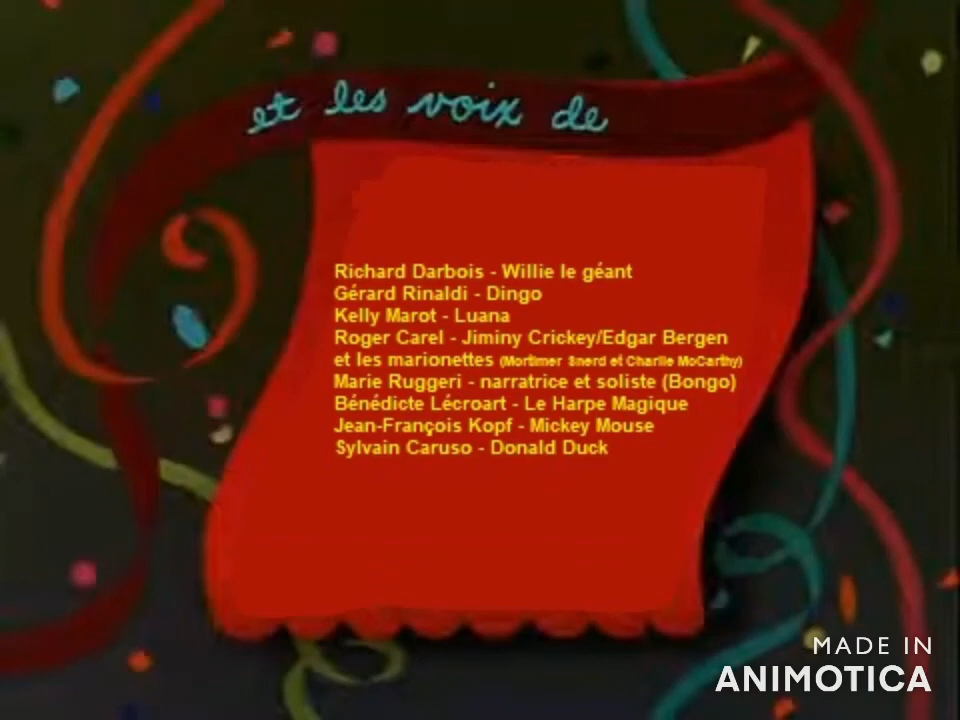 et les voix de
Richard Darbois - Willie le géant
Gérard Rinaldi - Dingo
Kelly Marot - Luana
Roger Carel - Jiminy Crickey/Edgar Bergen
et les marionettes (Mortimer Snerd et Charlie McCarthy)
Marie Ruggeri - narratrice et soliste (Bongo)
Bénédicte Lécroart - Le Harpe Magique
Jean-François Kopf - Mickey Mouse
Sylvain Caruso - Donald Duck
MADE IN
ANIMOTICA